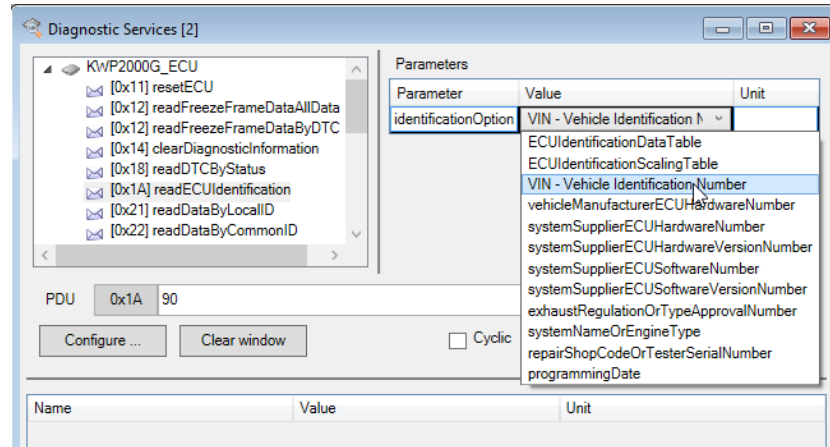 Diagnostic Services [2]
KWP2000G_ECU
[0x11] resetECU
[0x12] readFreezeFrameDataAllData
[0x12] readFreezeFrameDataByDTC
[0x14] clearDiagnosticInformation
[0x18] readDTCByStatus
[0x1A] readECUIdentification
[0x21] readDataByLocalID
[0x22] readDataByCommonID
Parameters
Parameter Value Unit
identificationOption VIN - Vehicle Identification N
ECUIdentificationDataTable
ECUIdentificationScalingTable
VIN - Vehicle Identification Number
vehicleManufacturerECUHardwareNumber
systemSupplierECUHardwareNumber
systemSupplierECUHardwareVersionNumber
systemSupplierECUSoftwareNumber
systemSupplierECUSoftwareVersionNumber
exhaustRegulationOrTypeApprovalNumber
systemNameOrEngineType
repairShopCodeOrTesterSerialNumber
programmingDate
PDU 0x1A 90
Configure ... Clear window Cyclic
Name Value Unit